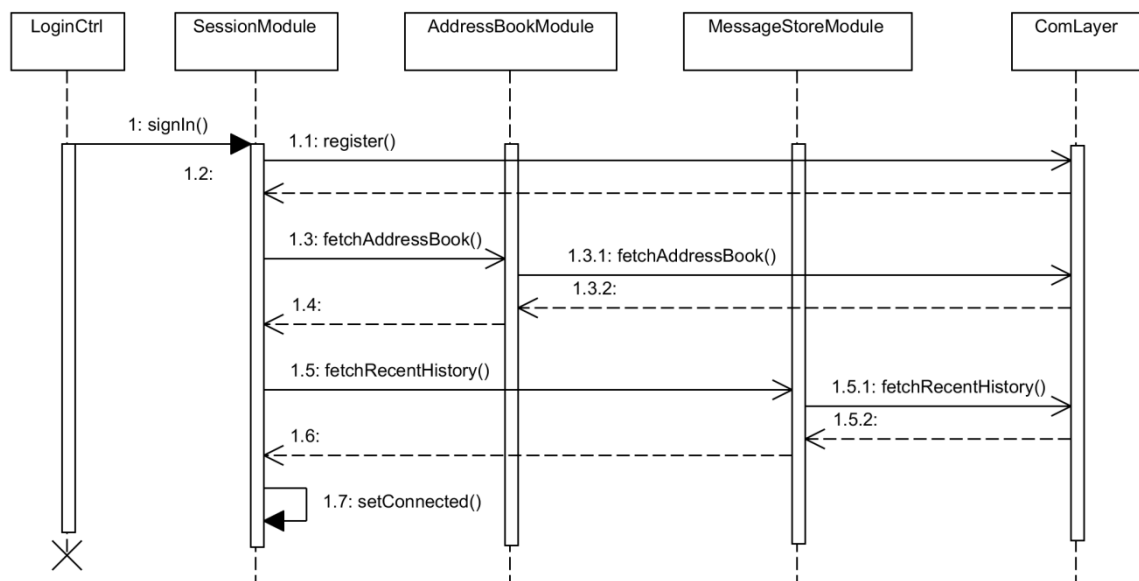 LoginCtrl
SessionModule
AddressBookModule
MessageStoreModule
ComLayer
1: signIn()
1.1: register()
1.2:
1.3: fetchAddressBook()
1.3.1: fetchAddressBook()
1.3.2:
1.4:
1.5: fetchRecentHistory()
1.5.1: fetchRecentHistory()
1.5.2:
1.6:
1.7: setConnected()